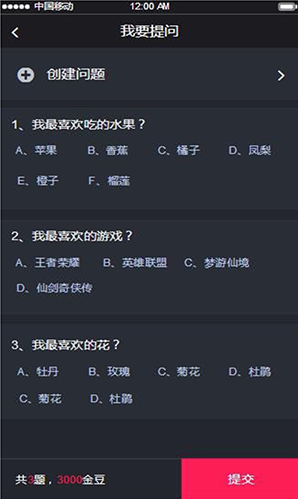 中国移动 12:00 AM
我要提问
创建问题
1、我最喜欢吃的水果？
A、苹果 B、香蕉 C、橘子 D、凤梨
E、橙子 F、榴莲
2、我最喜欢的游戏？
A、王者荣耀 B、英雄联盟 C、梦游仙境
D、仙剑奇侠传
3、我最喜欢的花？
A、牡丹 B、玫瑰 C、菊花 D、杜鹃
C、菊花 D、杜鹃
共3题，3000金豆 提交